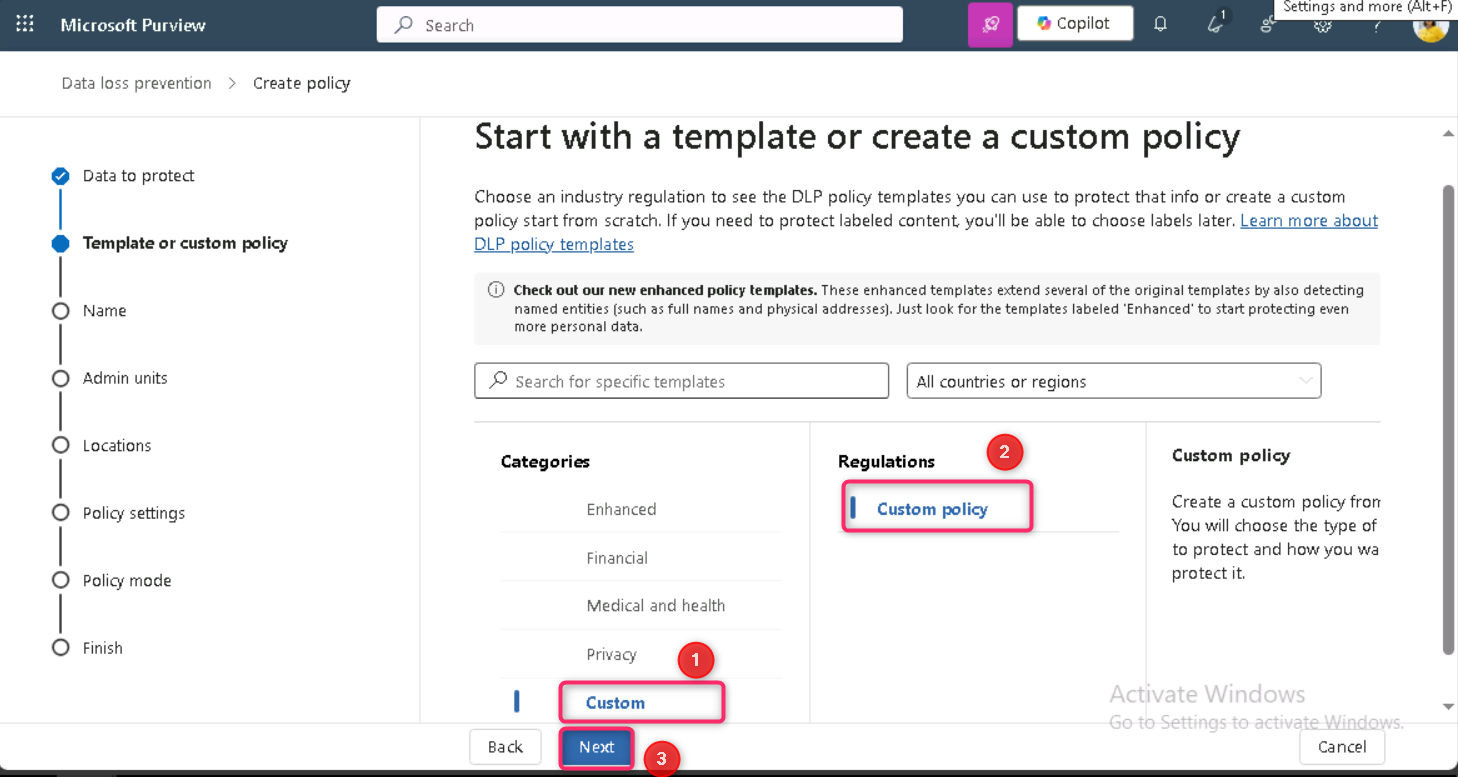 Settings and more (Alt+F)
Microsoft Purview
Search
Copilot
1
?
Data loss prevention > Create policy
Start with a template or create a custom policy
Data to protect
Template or custom policy
Name
Admin units
Locations
Policy settings
Policy mode
Finish
Choose an industry regulation to see the DLP policy templates you can use to protect that info or create a custom
policy start from scratch. If you need to protect labeled content, you'll be able to choose labels later. Learn more about
DLP policy templates
Check out our new enhanced policy templates. These enhanced templates extend several of the original templates by also detecting
named entities (such as full names and physical addresses). Just look for the templates labeled 'Enhanced' to start protecting even
more personal data.
Search for specific templates
All countries or regions
Categories
Enhanced
Financial
Medical and health
Privacy
1
Custom
Regulations
2
Custom policy
Custom policy
Create a custom policy from
You will choose the type of
to protect and how you wa
protect it.
Activate Windows
Go to Settings to activate Windows.
Back
Next
3
Cancel